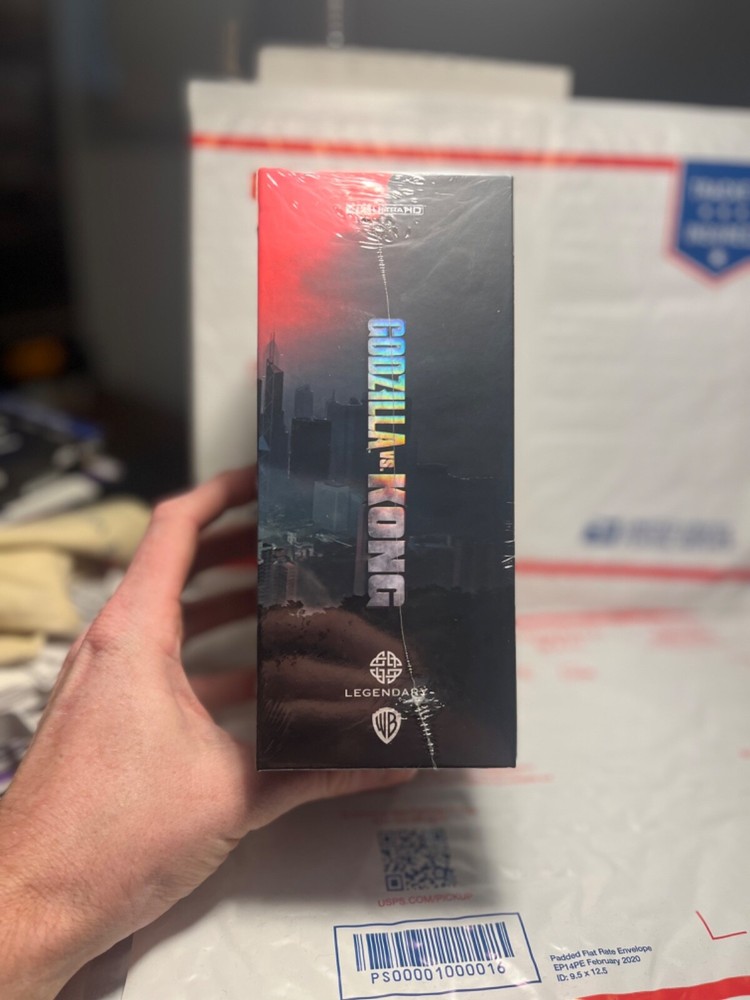 4K ULTRA HD
GODZILLA VS. KONG
LEGENDARY
WB
USPS.COM/PICKUP
PS00001000016
Padded Flat Rate Envelope
EP14PE February 2020
ID: 9.5 x 12.5